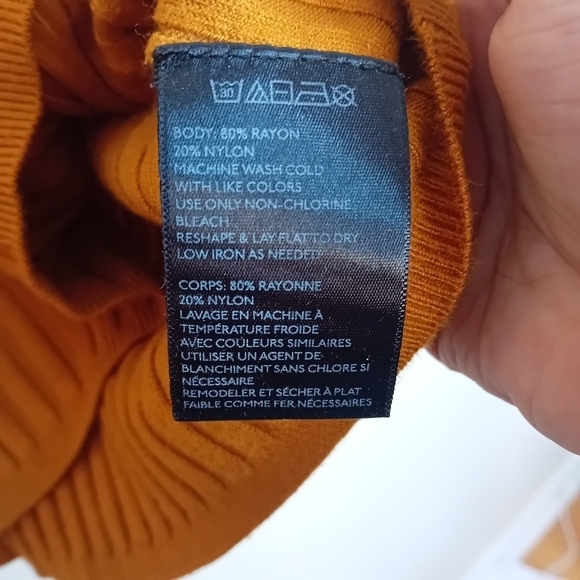 30
BODY: 80% RAYON
20% NYLON
MACHINE WASH COLD
WITH LIKE COLORS
USE ONLY NON-CHLORINE
BLEACH
RESHAPE & LAY FLAT TO DRY
LOW IRON AS NEEDED
CORPS: 80% RAYONNE
20% NYLON
LAVAGE EN MACHINE À
TEMPÉRATURE FROIDE
AVEC COULEURS SIMILAIRES
UTILISER UN AGENT DE
BLANCHIMENT SANS CHLORE SI
NÉCESSAIRE
REMODELER ET SÉCHER À PLAT
FAIBLE COMME FER NÉCESSAIRES